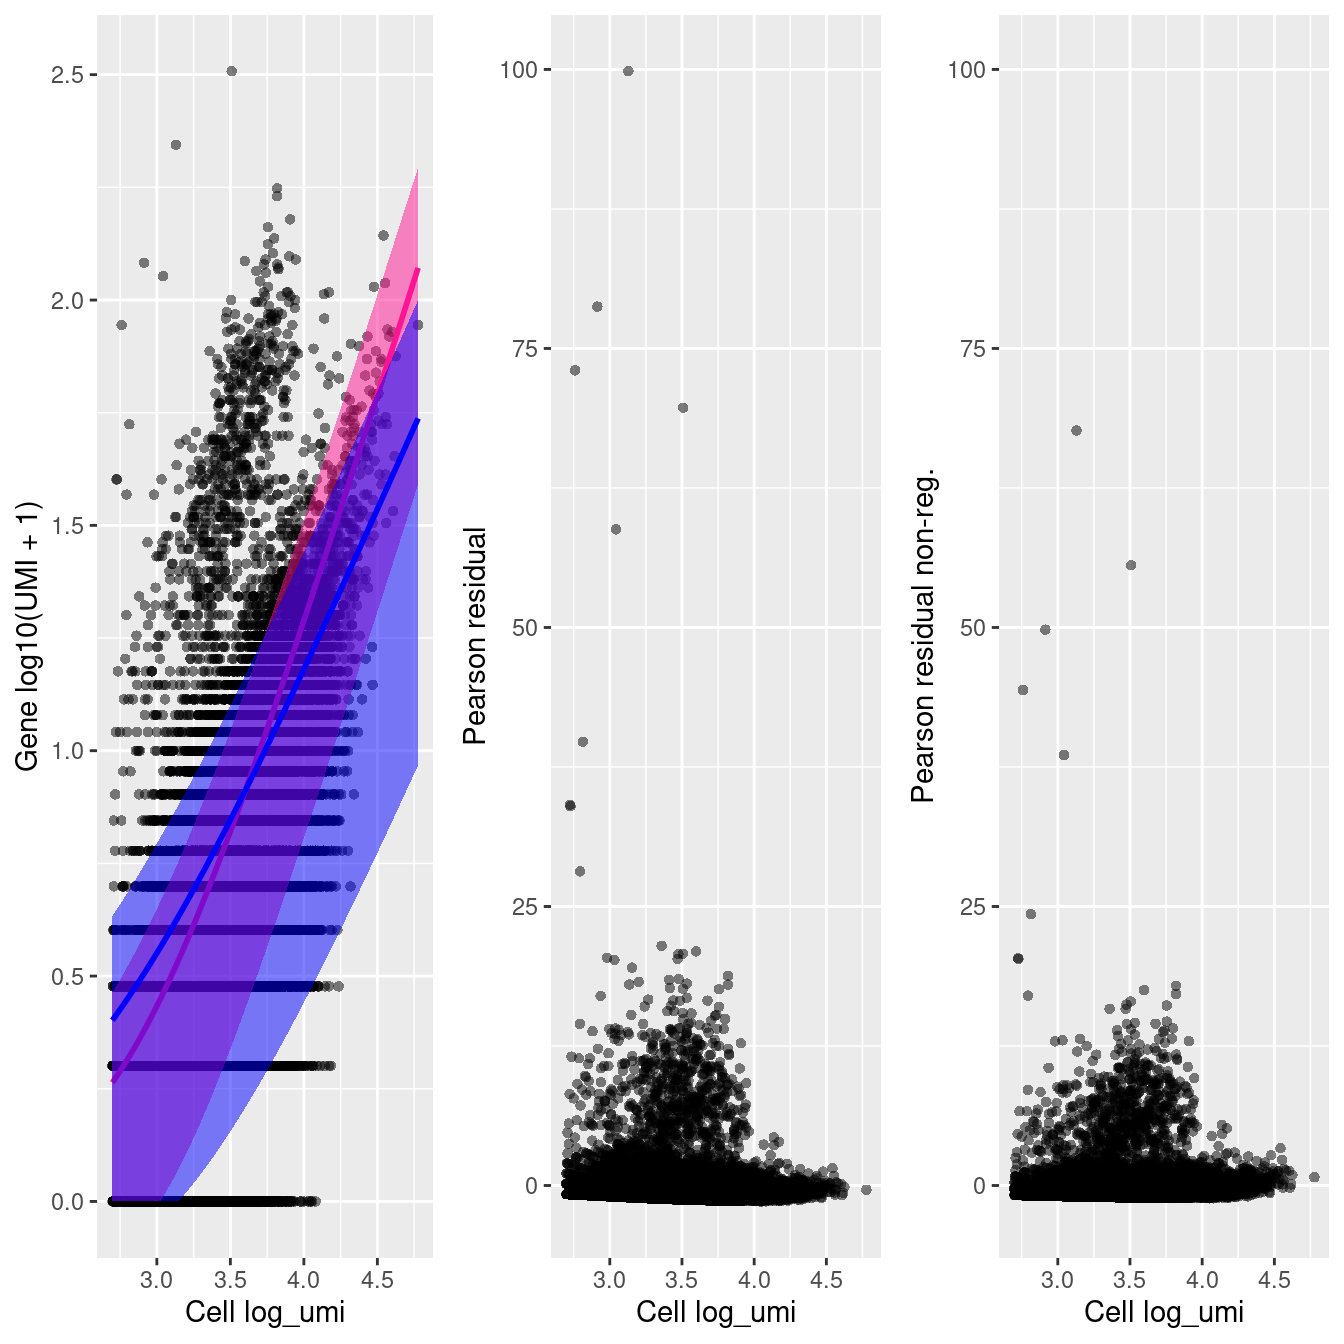 Gene log10(UMI + 1)
2.5
2.0
1.5
1.0
0.5
0.0
3.0 3.5 4.0 4.5
Cell log_umi
Pearson residual
100
75
50
25
0
3.0 3.5 4.0 4.5
Cell log_umi
Pearson residual non-reg.
100
75
50
25
0
3.0 3.5 4.0 4.5
Cell log_umi